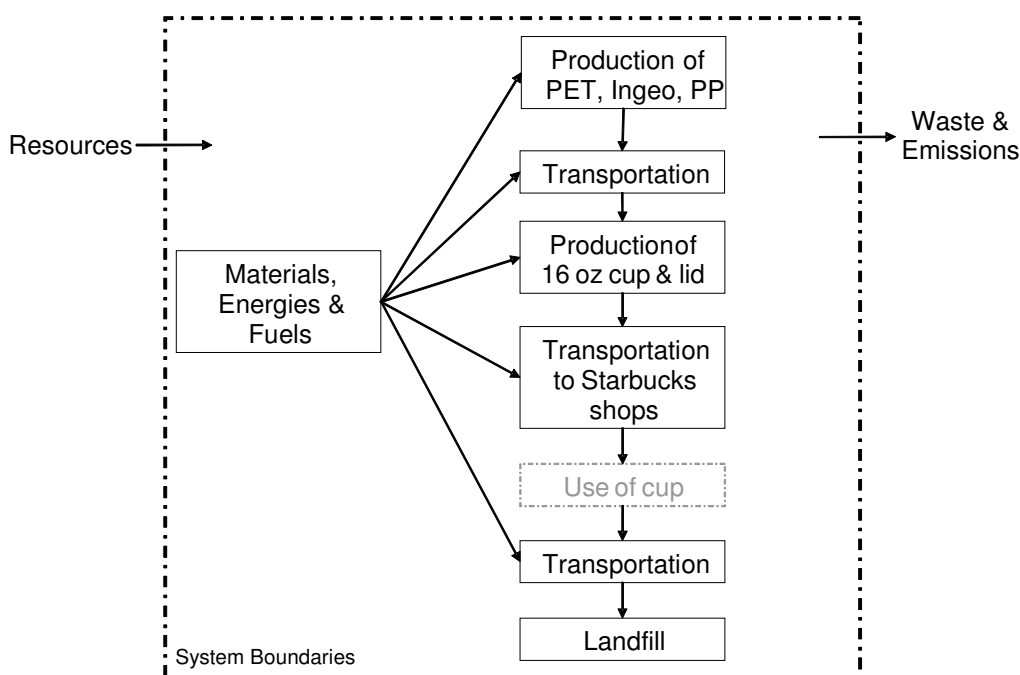 Production of
PET, Ingeo, PP
Resources
Waste &
Emissions
Transportation
Productionof
16 oz cup & lid
Materials,
Energies &
Fuels
Transportation
to Starbucks
shops
Use of cup
Transportation
Landfill
System Boundaries